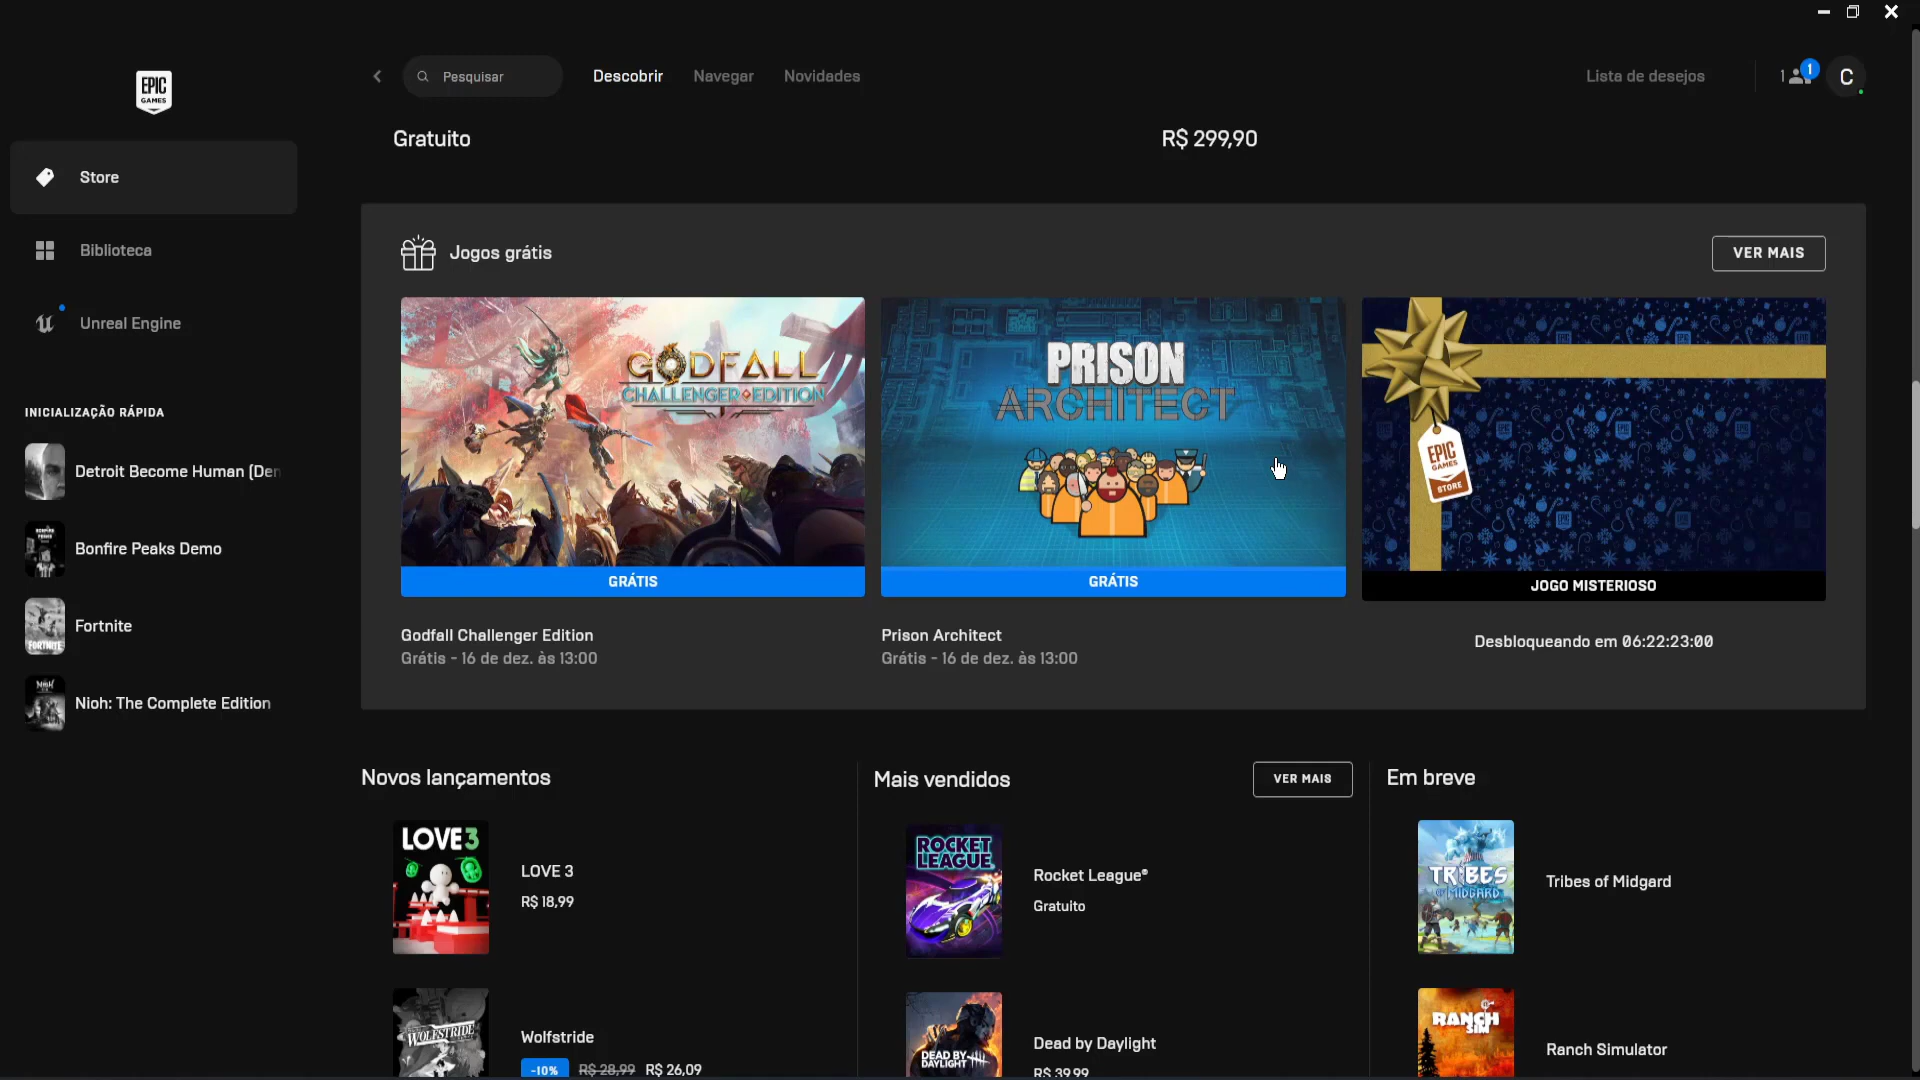 EPIC
GAMES
Pesquisar
Descobrir
Navegar
Novidades
Lista de desejos
1
1
C
Gratuito
R$ 299,90
Store
Biblioteca
Unreal Engine
INICIALIZAÇÃO RÁPIDA
Detroit Become Human (Den
Bonfire Peaks Demo
FORTNITE
Fortnite
NIOH
Nioh: The Complete Edition
Jogos grátis
VER MAIS
GODFALL
CHALLENGER EDITION
GRÁTIS
Godfall Challenger Edition
Grátis - 16 de dez. às 13:00
PRISON
ARCHITECT
GRÁTIS
Prison Architect
Grátis - 16 de dez. às 13:00
EPIC
GAMES
STORE
JOGO MISTERIOSO
Desbloqueando em 06:22:23:00
Novos lançamentos
LOVE 3
LOVE 3
R$ 18,99
WOLFSTRIDE
Wolfstride
-10% R$ 28,99 R$ 26,09
Mais vendidos
VER MAIS
ROCKET
LEAGUE
Rocket League®
Gratuito
DEAD BY
DAYLIGHT
Dead by Daylight
R$ 39,99
Em breve
TRIBES
OF MIDGARD
Tribes of Midgard
RANCH
SIM
Ranch Simulator